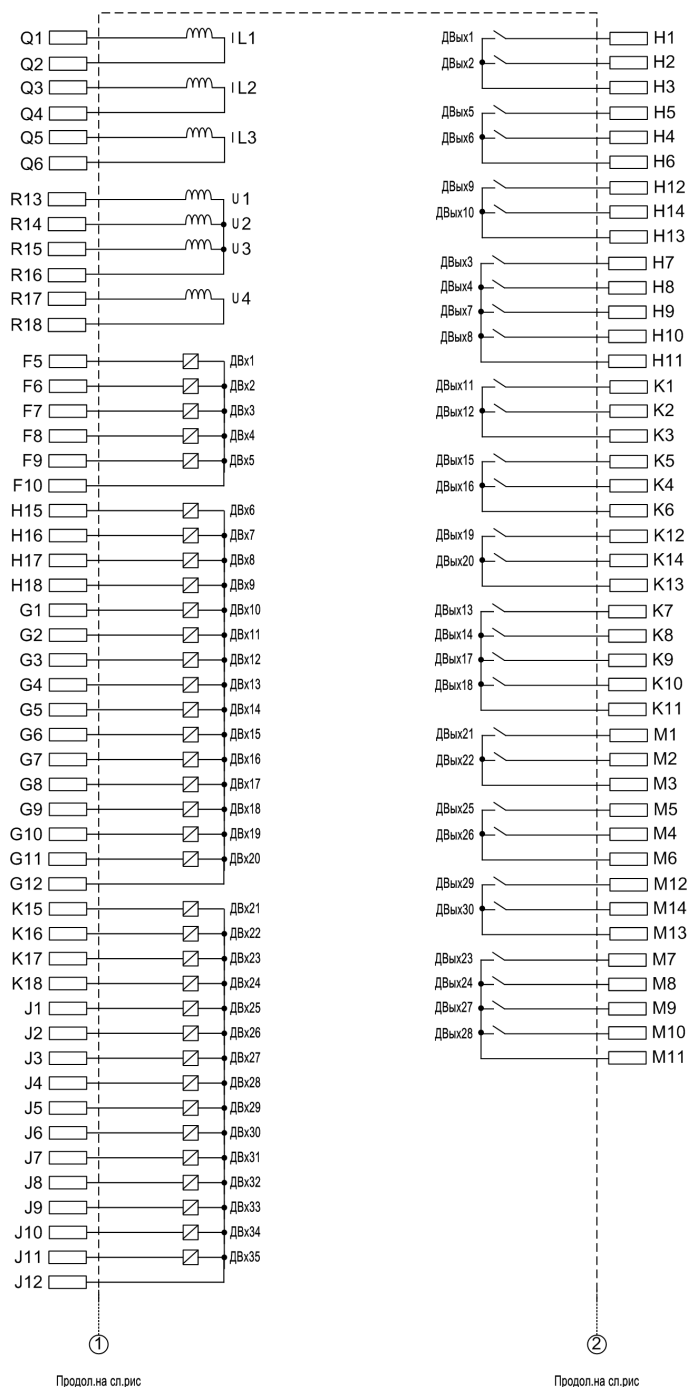 Q1 IL1
Q2
Q3 IL2
Q4
Q5 IL3
Q6
R13 U1
R14 U2
R15 U3
R16
R17 U4
R18
F5 ДВх1
F6 ДВх2
F7 ДВх3
F8 ДВх4
F9 ДВх5
F10
H15 ДВх6
H16 ДВх7
H17 ДВх8
H18 ДВх9
G1 ДВх10
G2 ДВх11
G3 ДВх12
G4 ДВх13
G5 ДВх14
G6 ДВх15
G7 ДВх16
G8 ДВх17
G9 ДВх18
G10 ДВх19
G11 ДВх20
G12
K15 ДВх21
K16 ДВх22
K17 ДВх23
K18 ДВх24
J1 ДВх25
J2 ДВх26
J3 ДВх27
J4 ДВх28
J5 ДВх29
J6 ДВх30
J7 ДВх31
J8 ДВх32
J9 ДВх33
J10 ДВх34
J11 ДВх35
J12
1
Продол.на сл.рис
ДВых1 H1
ДВых2 H2
H3
ДВых5 H5
ДВых6 H4
H6
ДВых9 H12
ДВых10 H14
H13
ДВых3 H7
ДВых4 H8
ДВых7 H9
ДВых8 H10
H11
ДВых11 K1
ДВых12 K2
K3
ДВых15 K5
ДВых16 K4
K6
ДВых19 K12
ДВых20 K14
K13
ДВых13 K7
ДВых14 K8
ДВых17 K9
ДВых18 K10
K11
ДВых21 M1
ДВых22 M2
M3
ДВых25 M5
ДВых26 M4
M6
ДВых29 M12
ДВых30 M14
M13
ДВых23 M7
ДВых24 M8
ДВых27 M9
ДВых28 M10
M11
2
Продол.на сл.рис